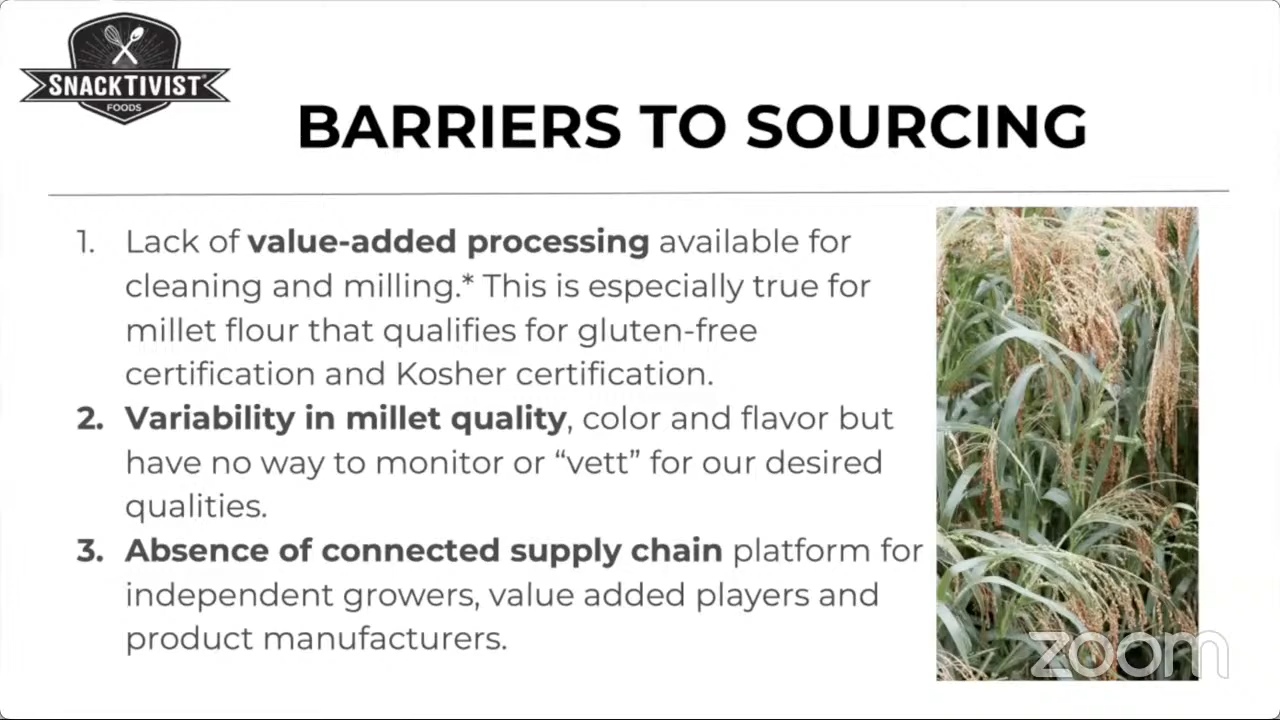 SNACKTIVIST®
FOODS
BARRIERS TO SOURCING
1. Lack of value-added processing available for
cleaning and milling.* This is especially true for
millet flour that qualifies for gluten-free
certification and Kosher certification.
2. Variability in millet quality, color and flavor but
have no way to monitor or “vett” for our desired
qualities.
3. Absence of connected supply chain platform for
independent growers, value added players and
product manufacturers.
zoom